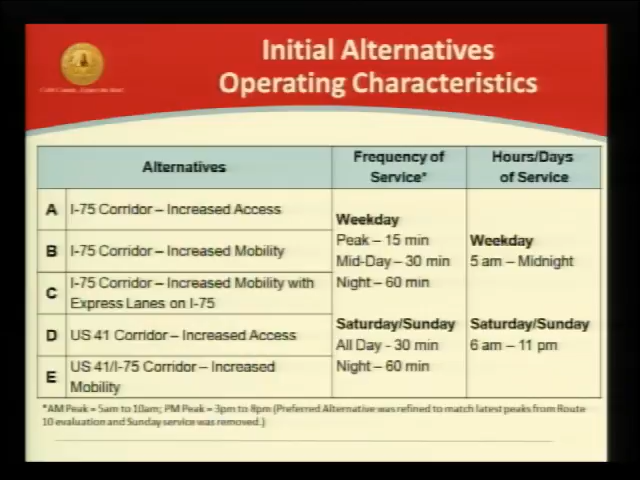 Initial Alternatives
Operating Characteristics
Alternatives
Frequency of
Service*
Hours/Days
of Service
A I-75 Corridor – Increased Access
B I-75 Corridor – Increased Mobility
C I-75 Corridor – Increased Mobility with
Express Lanes on I-75
D US 41 Corridor – Increased Access
E US 41/I-75 Corridor – Increased
Mobility
Weekday
Peak – 15 min
Mid-Day – 30 min
Night – 60 min
Saturday/Sunday
All Day - 30 min
Night – 60 min
Weekday
5 am – Midnight
Saturday/Sunday
6 am – 11 pm
*AM Peak = 5am to 10am; PM Peak = 3pm to 8pm (Preferred Alternative was refined to match latest peaks from Route
10 evaluation and Sunday service was removed.)